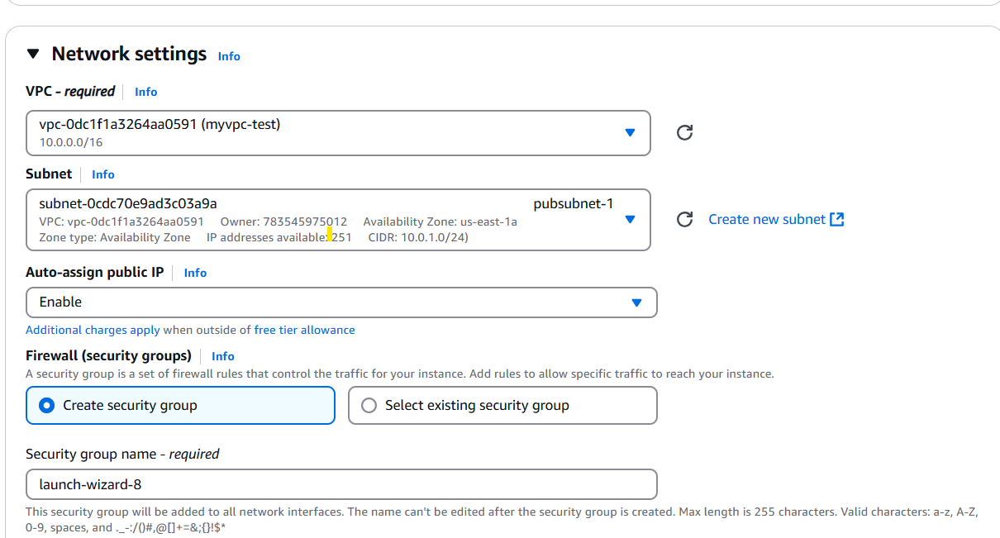 Network settings Info
VPC - required Info
vpc-0dc1f1a3264aa0591 (myvpc-test)
10.0.0.0/16
Subnet Info
subnet-0cdc70e9ad3c03a9a pubsubnet-1
VPC: vpc-0dc1f1a3264aa0591 Owner: 783545975012 Availability Zone: us-east-1a
Zone type: Availability Zone IP addresses available: 251 CIDR: 10.0.1.0/24)
Create new subnet
Auto-assign public IP Info
Enable
Additional charges apply when outside of free tier allowance
Firewall (security groups) Info
A security group is a set of firewall rules that control the traffic for your instance. Add rules to allow specific traffic to reach your instance.
Create security group Select existing security group
Security group name - required
launch-wizard-8
This security group will be added to all network interfaces. The name can't be edited after the security group is created. Max length is 255 characters. Valid characters: a-z, A-Z,
0-9, spaces, and ._-:/()#,@[]+=&;{}!$*